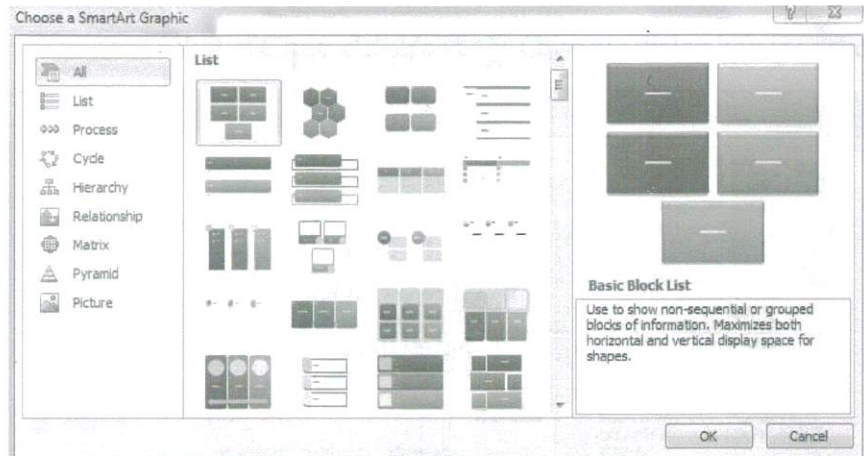 Choose a SmartArt Graphic
All
List
Process
Cycle
Hierarchy
Relationship
Matrix
Pyramid
Picture
List
Basic Block List
Use to show non-sequential or grouped
blocks of information. Maximizes both
horizontal and vertical display space for
shapes.
OK
Cancel